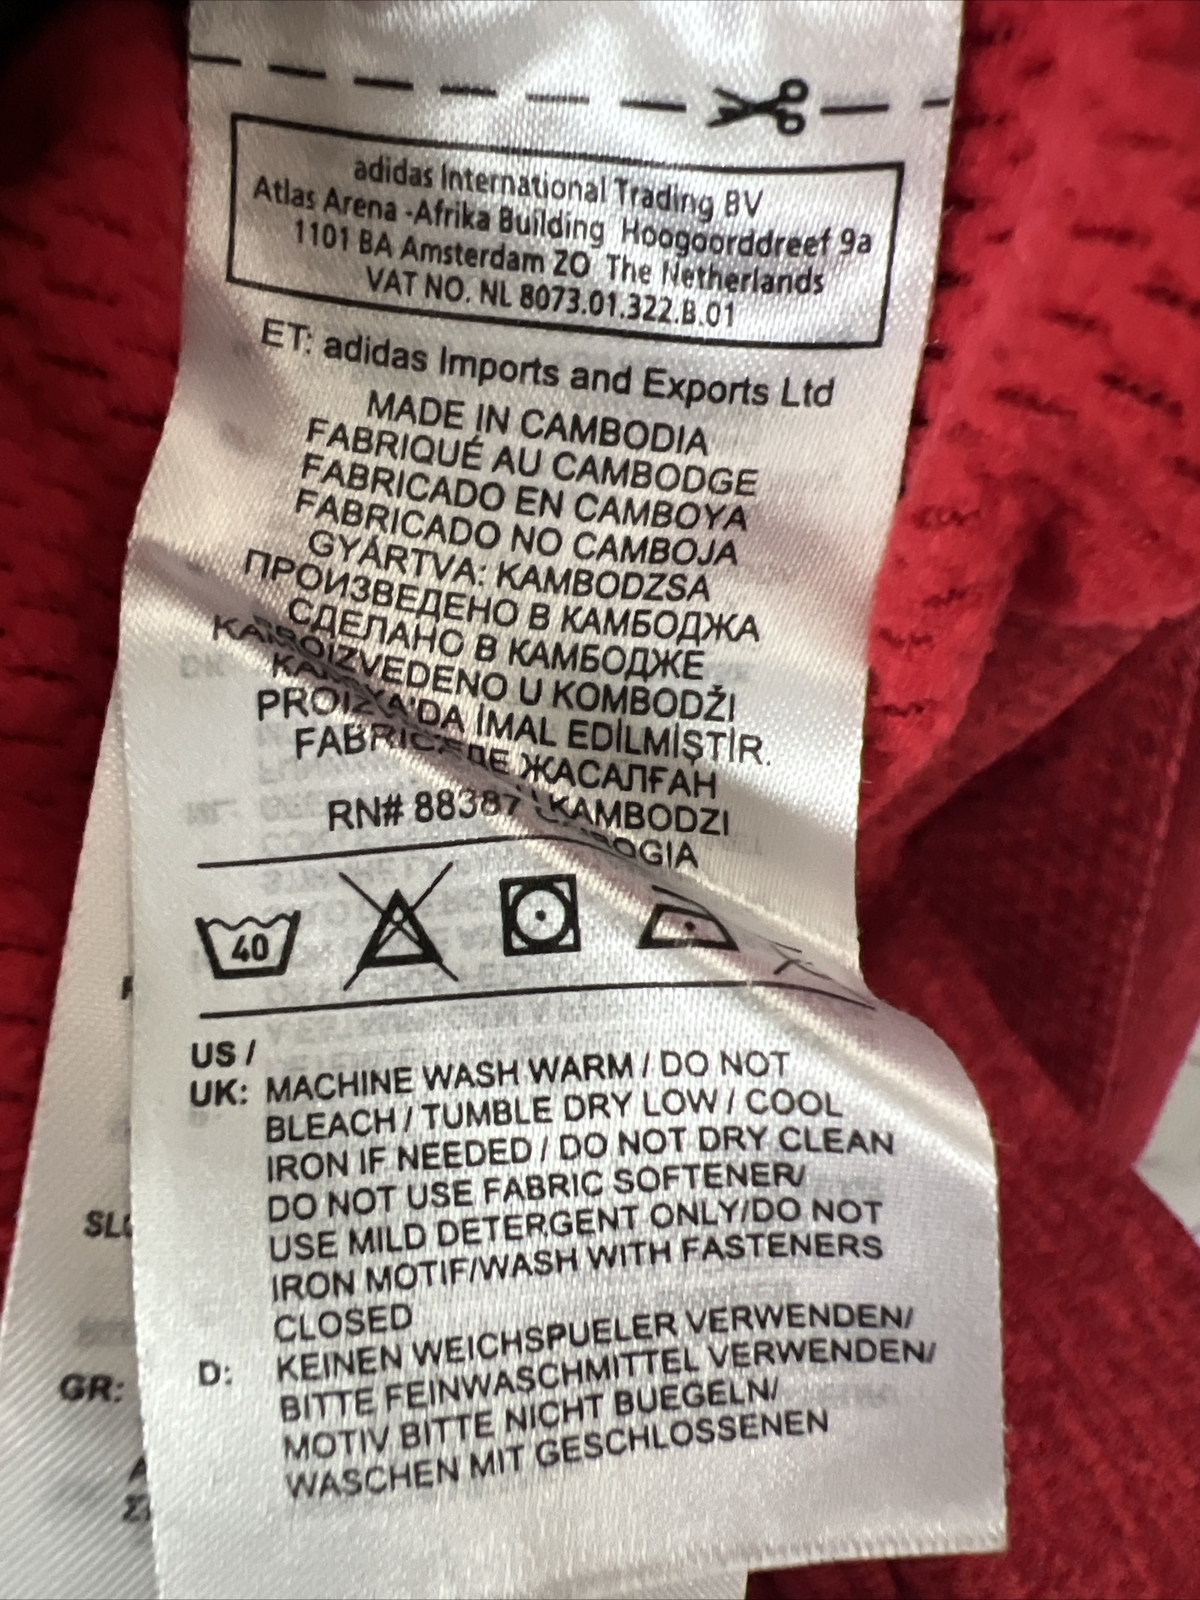 adidas International Trading BV
Atlas Arena -Afrika Building Hoogoorddreef 9a
1101 BA Amsterdam ZO The Netherlands
VAT NO. NL 8073.01.322.B.01
ET: adidas Imports and Exports Ltd
MADE IN CAMBODIA
FABRIQUÉ AU CAMBODGE
FABRICADO EN CAMBOYA
FABRICADO NO CAMBOJA
GYÁRTVA: KAMBODZSA
ПРОИЗВЕДЕНО В КАМБОДЖА
СДЕЛАНО В КАМБОДЖЕ
U KOMBODŽI
İMAL EDİLMİŞTİR.
ЖАСАЛҒАН
KAMBODZI
RN# 88387
40
US /
UK: MACHINE WASH WARM / DO NOT
BLEACH / TUMBLE DRY LOW / COOL
IRON IF NEEDED / DO NOT DRY CLEAN
DO NOT USE FABRIC SOFTENER/
USE MILD DETERGENT ONLY/DO NOT
IRON MOTIF/WASH WITH FASTENERS
CLOSED
D: KEINEN WEICHSPUELER VERWENDEN/
BITTE FEINWASCHMITTEL VERWENDEN/
MOTIV BITTE NICHT BUEGELN/
WASCHEN MIT GESCHLOSSENEN
GR: